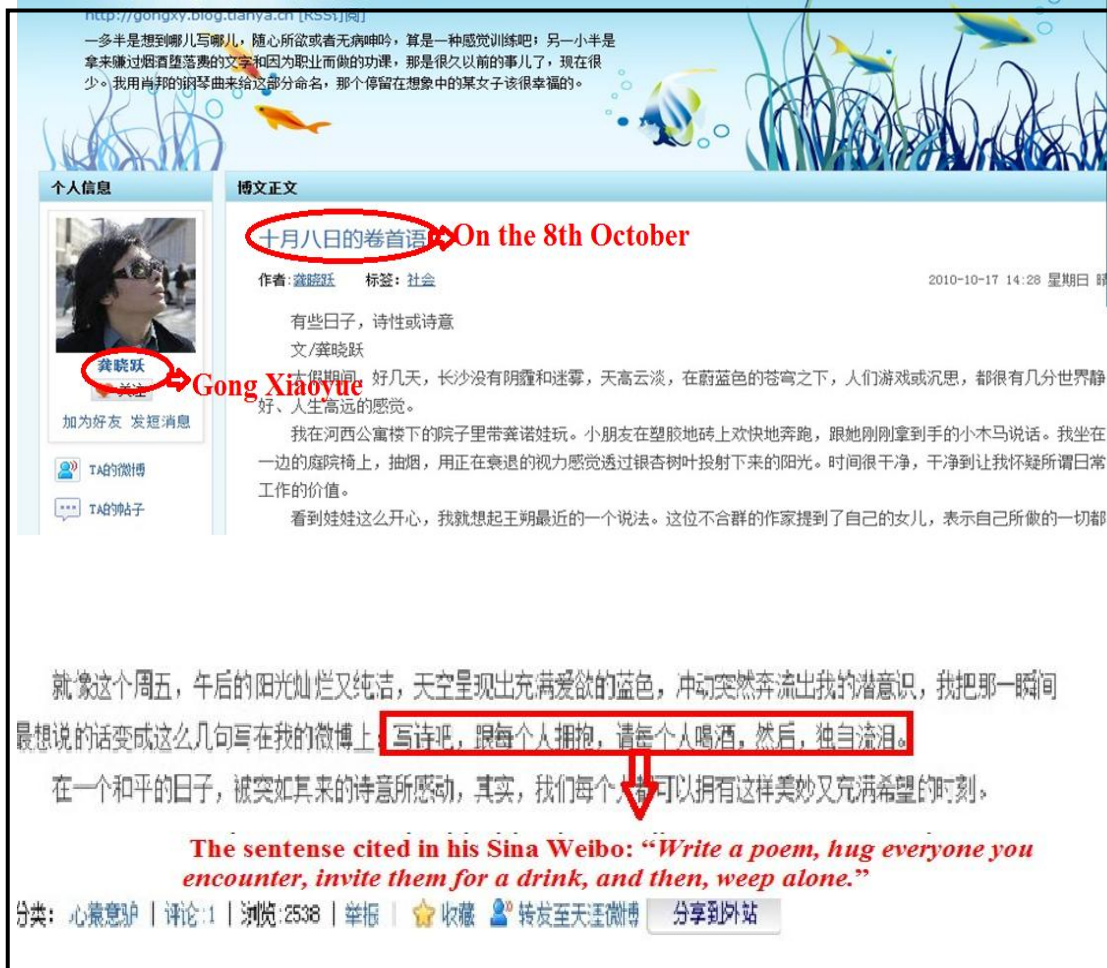 http://gongxy.blog.tianya.cn [RSS订阅]
一多半是想到哪儿写哪儿，随心所欲或者无病呻吟，算是一种感觉训练吧；另一小半是
拿来赚过烟酒堕落费的文字和因为职业而做的功课，那是很久以前的事儿了，现在很
少。我用肖邦的钢琴曲来给这部分命名，那个停留在想象中的某女子该很幸福的。
个人信息
博文正文
十月八日的卷首语
On the 8th October
作者:龚晓跃 标签：社会
2010-10-17 14:28 星期日
有些日子，诗性或诗意
文/龚晓跃
龚晓跃
关注
Gong Xiaoyue
大假期间，好几天，长沙没有阴霾和迷雾，天高云淡，在蔚蓝色的苍穹之下，人们游戏或沉思，都很有几分世界静
好、人生高远的感觉。
加为好友 发短消息
我在河西公寓楼下的院子里带龚诺娃玩。小朋友在塑胶地砖上欢快地奔跑，跟她刚刚拿到手的小木马说话。我坐在
一边的庭院椅上，抽烟，用正在衰退的视力感觉透过银杏树叶投射下来的阳光。时间很干净，干净到让我怀疑所谓日常
工作的价值。
TA的微博
TA的帖子
看到娃娃这么开心，我就想起王朔最近的一个说法。这位不合群的作家提到了自己的女儿，表示自己所做的一切都
就像这个周五，午后的阳光灿烂又纯洁，天空呈现出充满爱欲的蓝色，冲动突然奔流出我的潜意识，我把那一瞬间
最想说的话变成这么几句写在我的微博上：写诗吧，跟每个人拥抱，请每个人喝酒，然后，独自流泪。
在一个和平的日子，被突如其来的诗意所感动，其实，我们每个人都可以拥有这样美妙又充满希望的时刻。
The sentence cited in his Sina Weibo: “Write a poem, hug everyone you
encounter, invite them for a drink, and then, weep alone.”
分类：心猿意驴 | 评论:1 | 浏览:2538 | 举报 | 收藏 转发至天涯微博 分享到外站